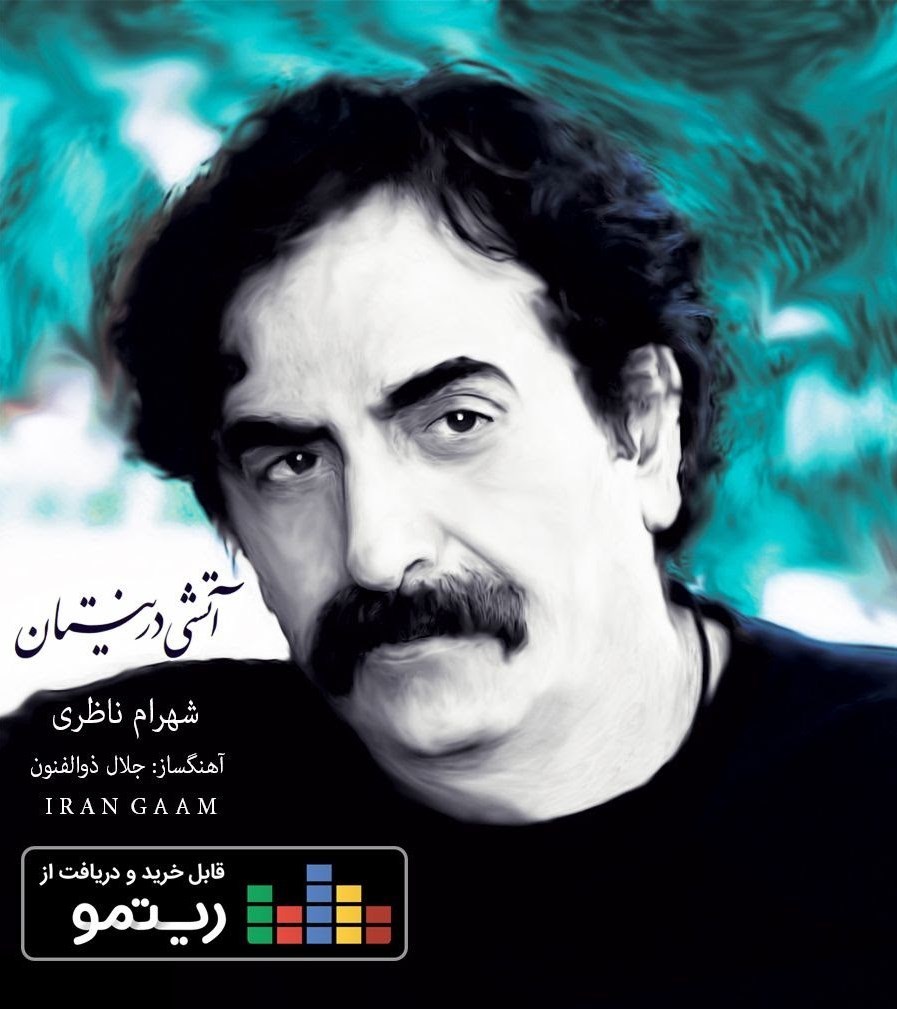 آتشی در نیستان
شهرام ناظری
آهنگساز: جلال ذوالفنون
IRAN GAAM
قابل خرید و دریافت از
ریتمو